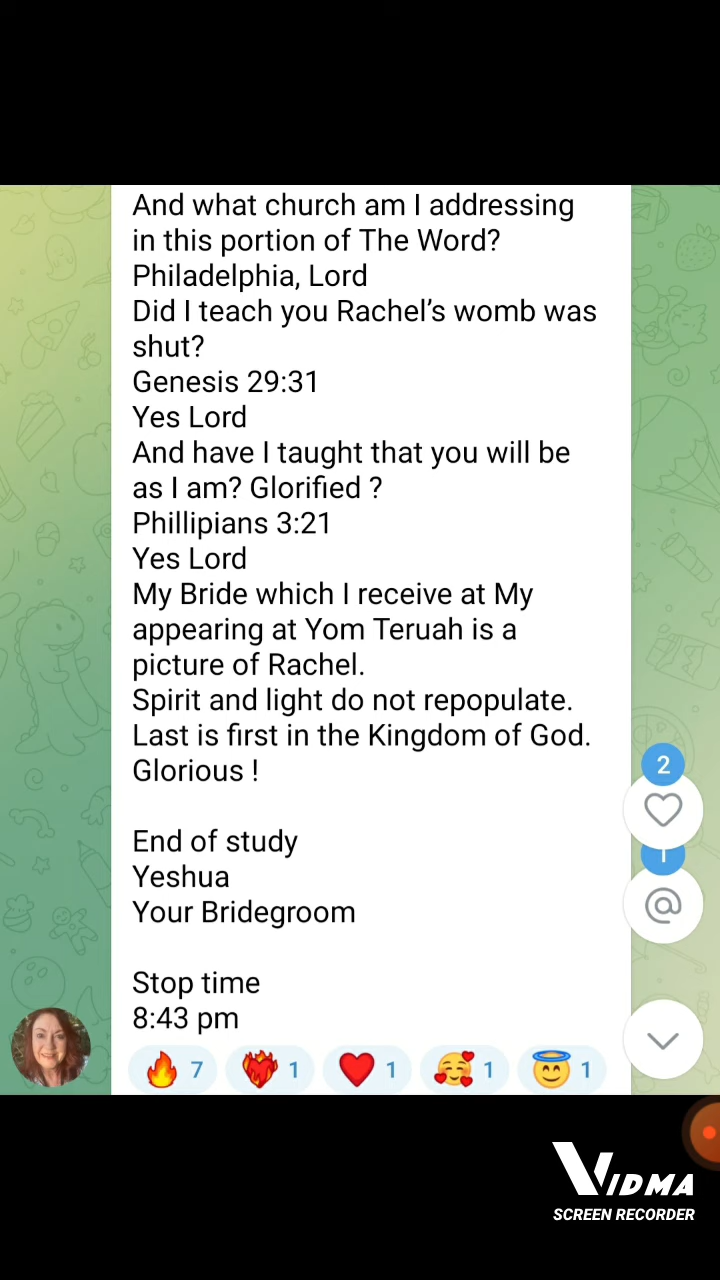 And what church am I addressing
in this portion of The Word?
Philadelphia, Lord
Did I teach you Rachel’s womb was
shut?
Genesis 29:31
Yes Lord
And have I taught that you will be
as I am? Glorified ?
Phillipians 3:21
Yes Lord
My Bride which I receive at My
appearing at Yom Teruah is a
picture of Rachel.
Spirit and light do not repopulate.
Last is first in the Kingdom of God.
Glorious !
2
1
@
End of study
Yeshua
Your Bridegroom
Stop time
8:43 pm
7 1 1 1 1
VIDMA
SCREEN RECORDER